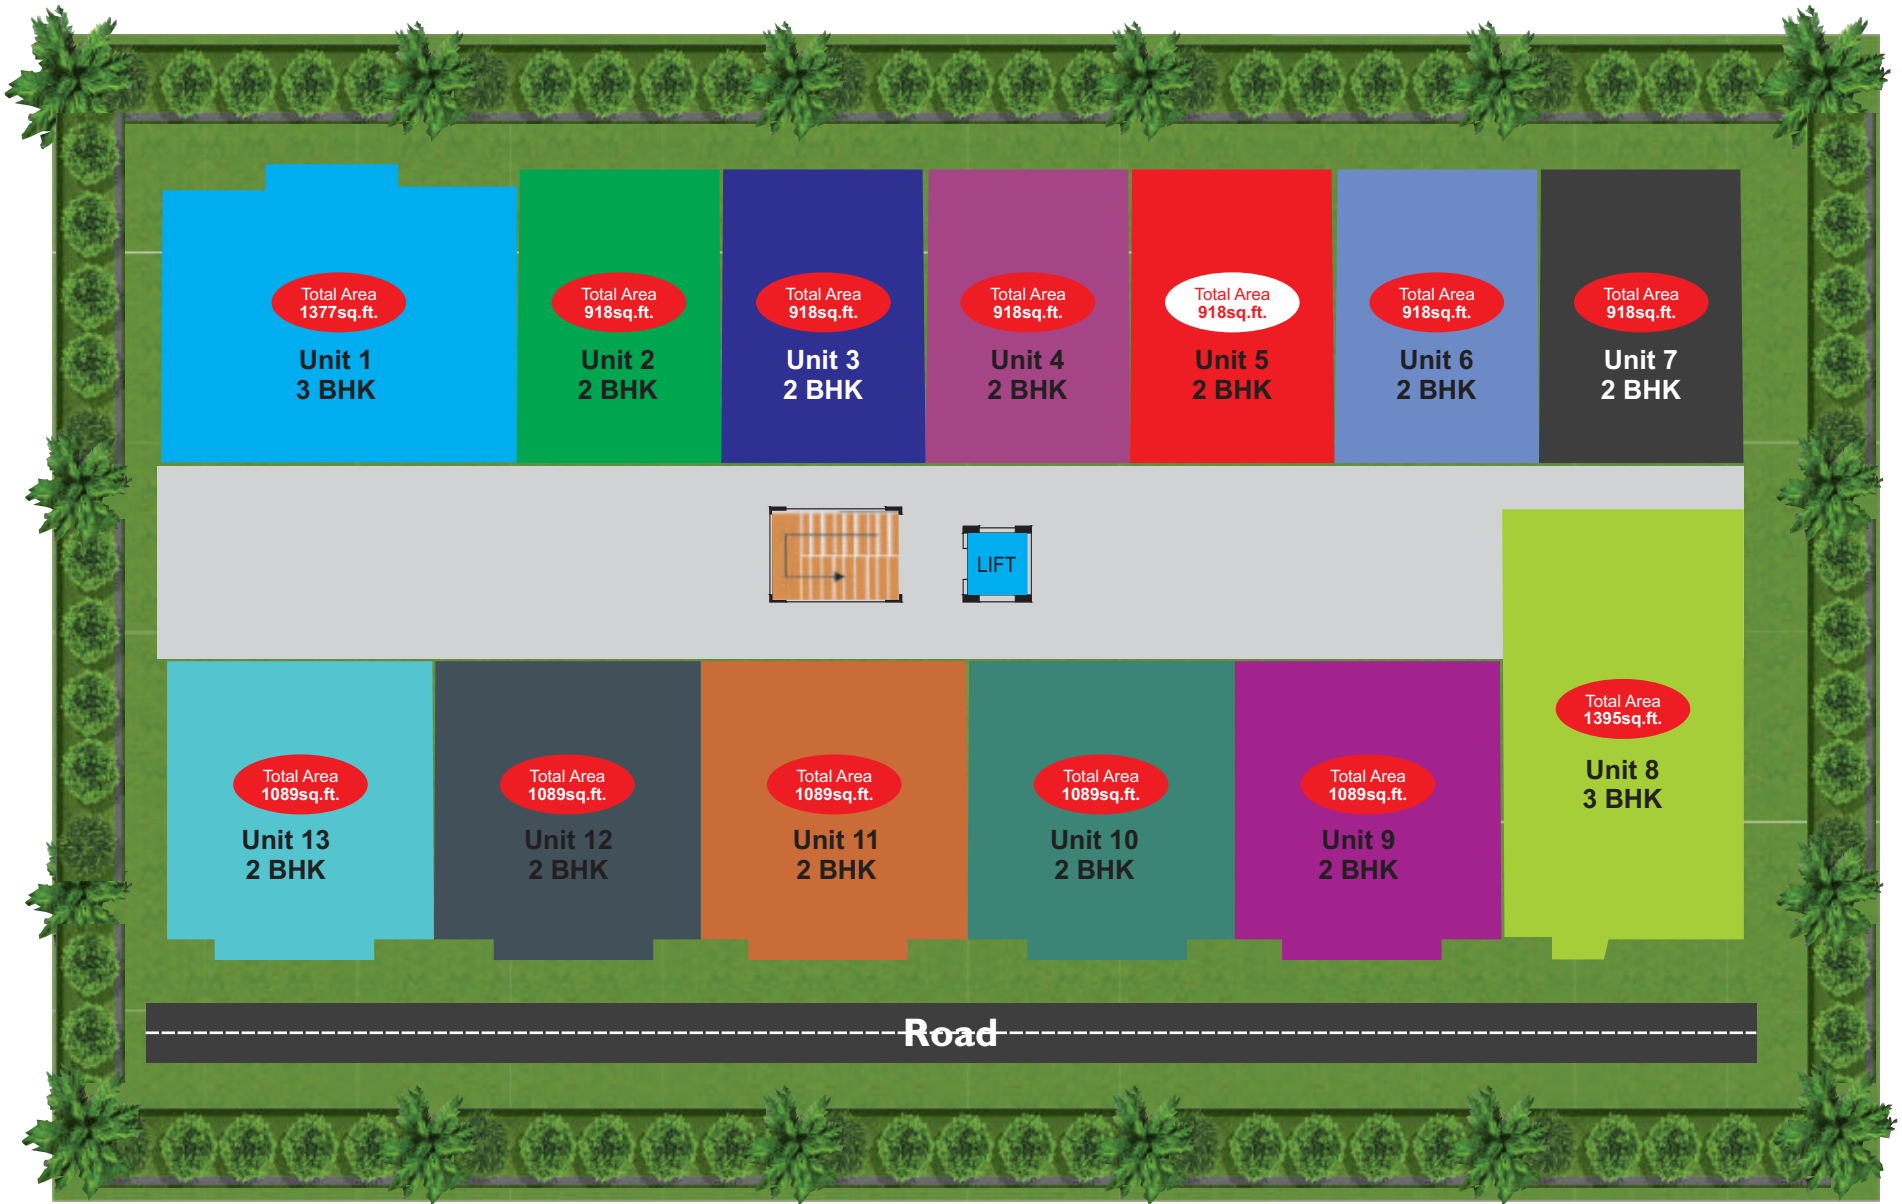 Total Area
1377sq.ft.
Unit 1
3 BHK
Total Area
918sq.ft.
Unit 2
2 BHK
Total Area
918sq.ft.
Unit 3
2 BHK
Total Area
918sq.ft.
Unit 4
2 BHK
Total Area
918sq.ft.
Unit 5
2 BHK
Total Area
918sq.ft.
Unit 6
2 BHK
Total Area
918sq.ft.
Unit 7
2 BHK
LIFT
Total Area
1089sq.ft.
Unit 13
2 BHK
Total Area
1089sq.ft.
Unit 12
2 BHK
Total Area
1089sq.ft.
Unit 11
2 BHK
Total Area
1089sq.ft.
Unit 10
2 BHK
Total Area
1089sq.ft.
Unit 9
2 BHK
Total Area
1395sq.ft.
Unit 8
3 BHK
Road